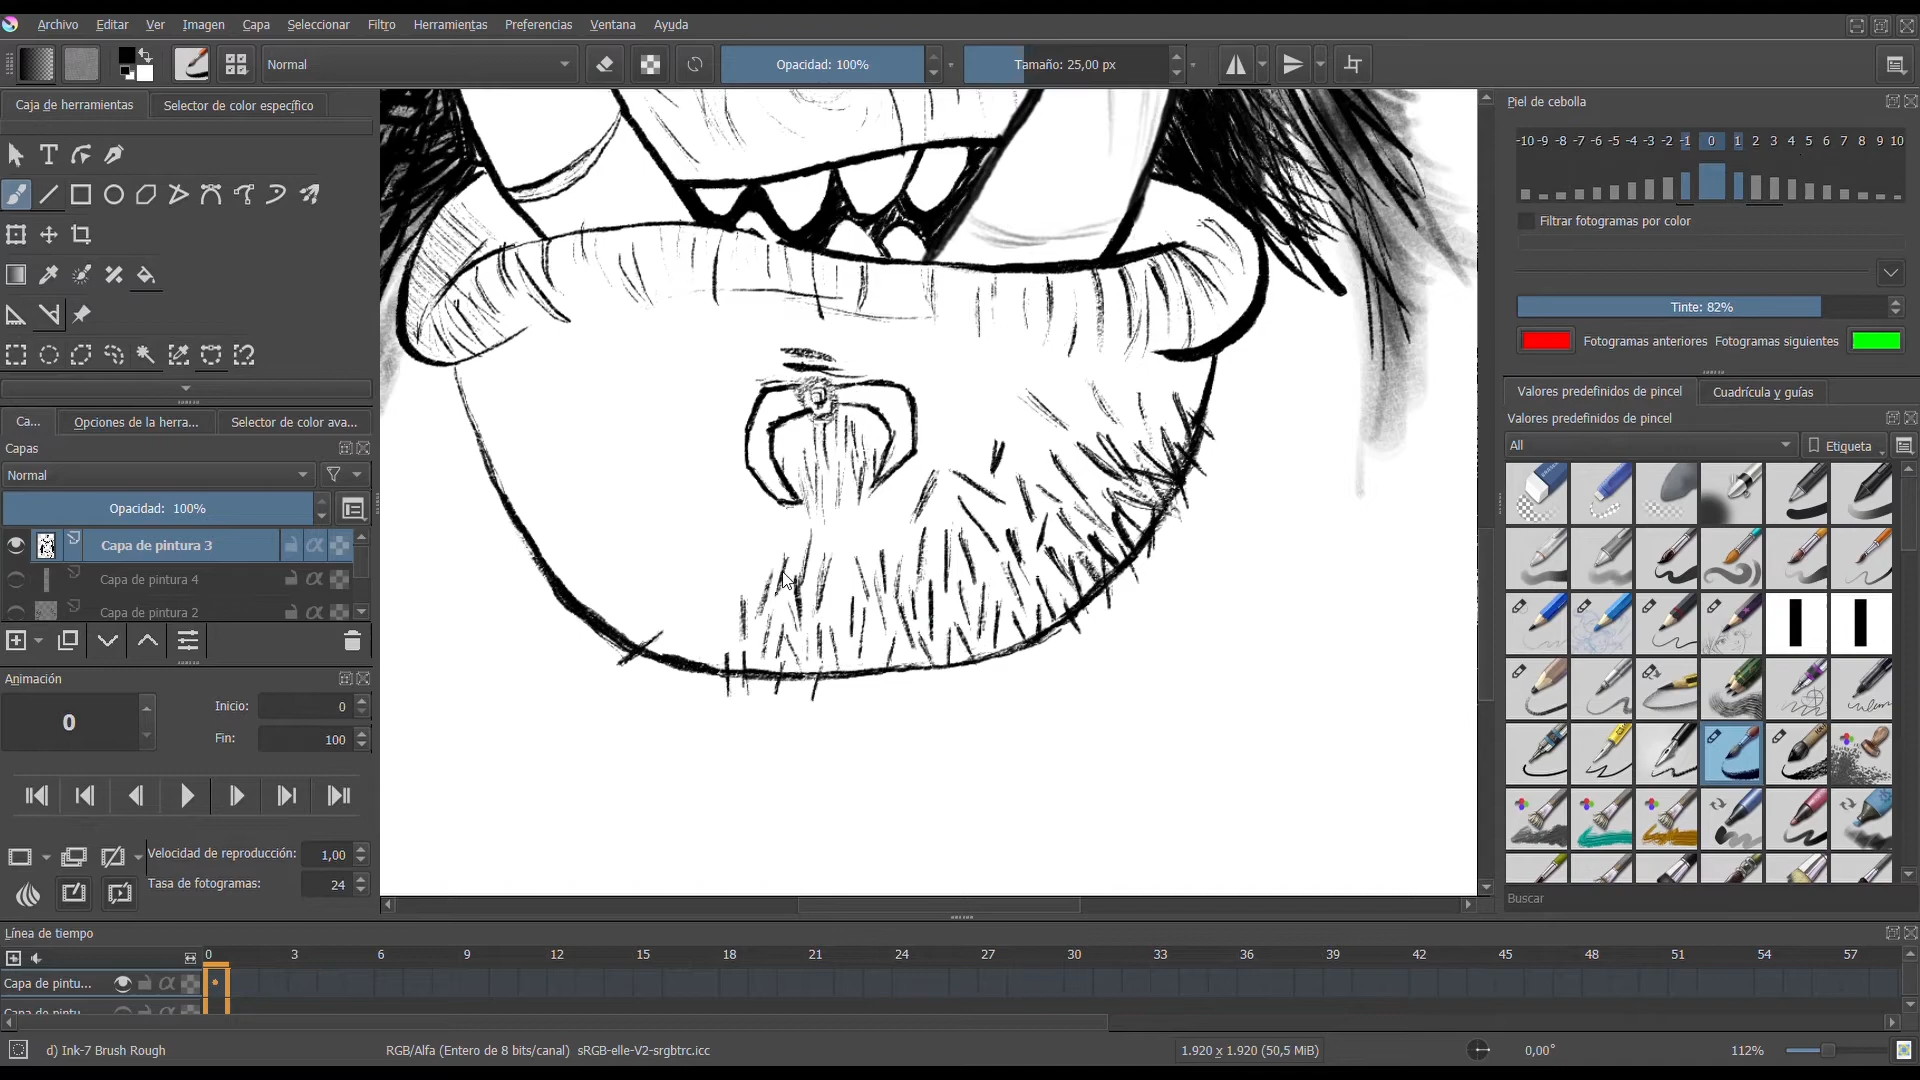 Archivo Editar Ver Imagen Capa Seleccionar Filtro Herramientas Preferencias Ventana Ayuda
Normal Opacidad: 100% Tamaño: 25,00 px
Caja de herramientas Selector de color específico
Ca... Opciones de la herra... Selector de color ava...
Capas
Normal
Opacidad: 100%
Capa de pintura 3
Capa de pintura 4
Capa de pintura 2
Animación
0
Inicio: 0
Fin: 100
Velocidad de reproducción: 1,00
Tasa de fotogramas: 24
Piel de cebolla
-10 -9 -8 -7 -6 -5 -4 -3 -2 -1 0 1 2 3 4 5 6 7 8 9 10
Filtrar fotogramas por color
Tinte: 82%
Fotogramas anteriores Fotogramas siguientes
Valores predefinidos de pincel Cuadrícula y guías
Valores predefinidos de pincel
All Etiqueta
Buscar
Línea de tiempo
0 3 6 9 12 15 18 21 24 27 30 33 36 39 42 45 48 51 54 57
Capa de pintu...
Capa de pintu
d) Ink-7 Brush Rough RGB/Alfa (Entero de 8 bits/canal) sRGB-elle-V2-srgbtrc.icc 1.920 x 1.920 (50,5 MiB) 0,00° 112%